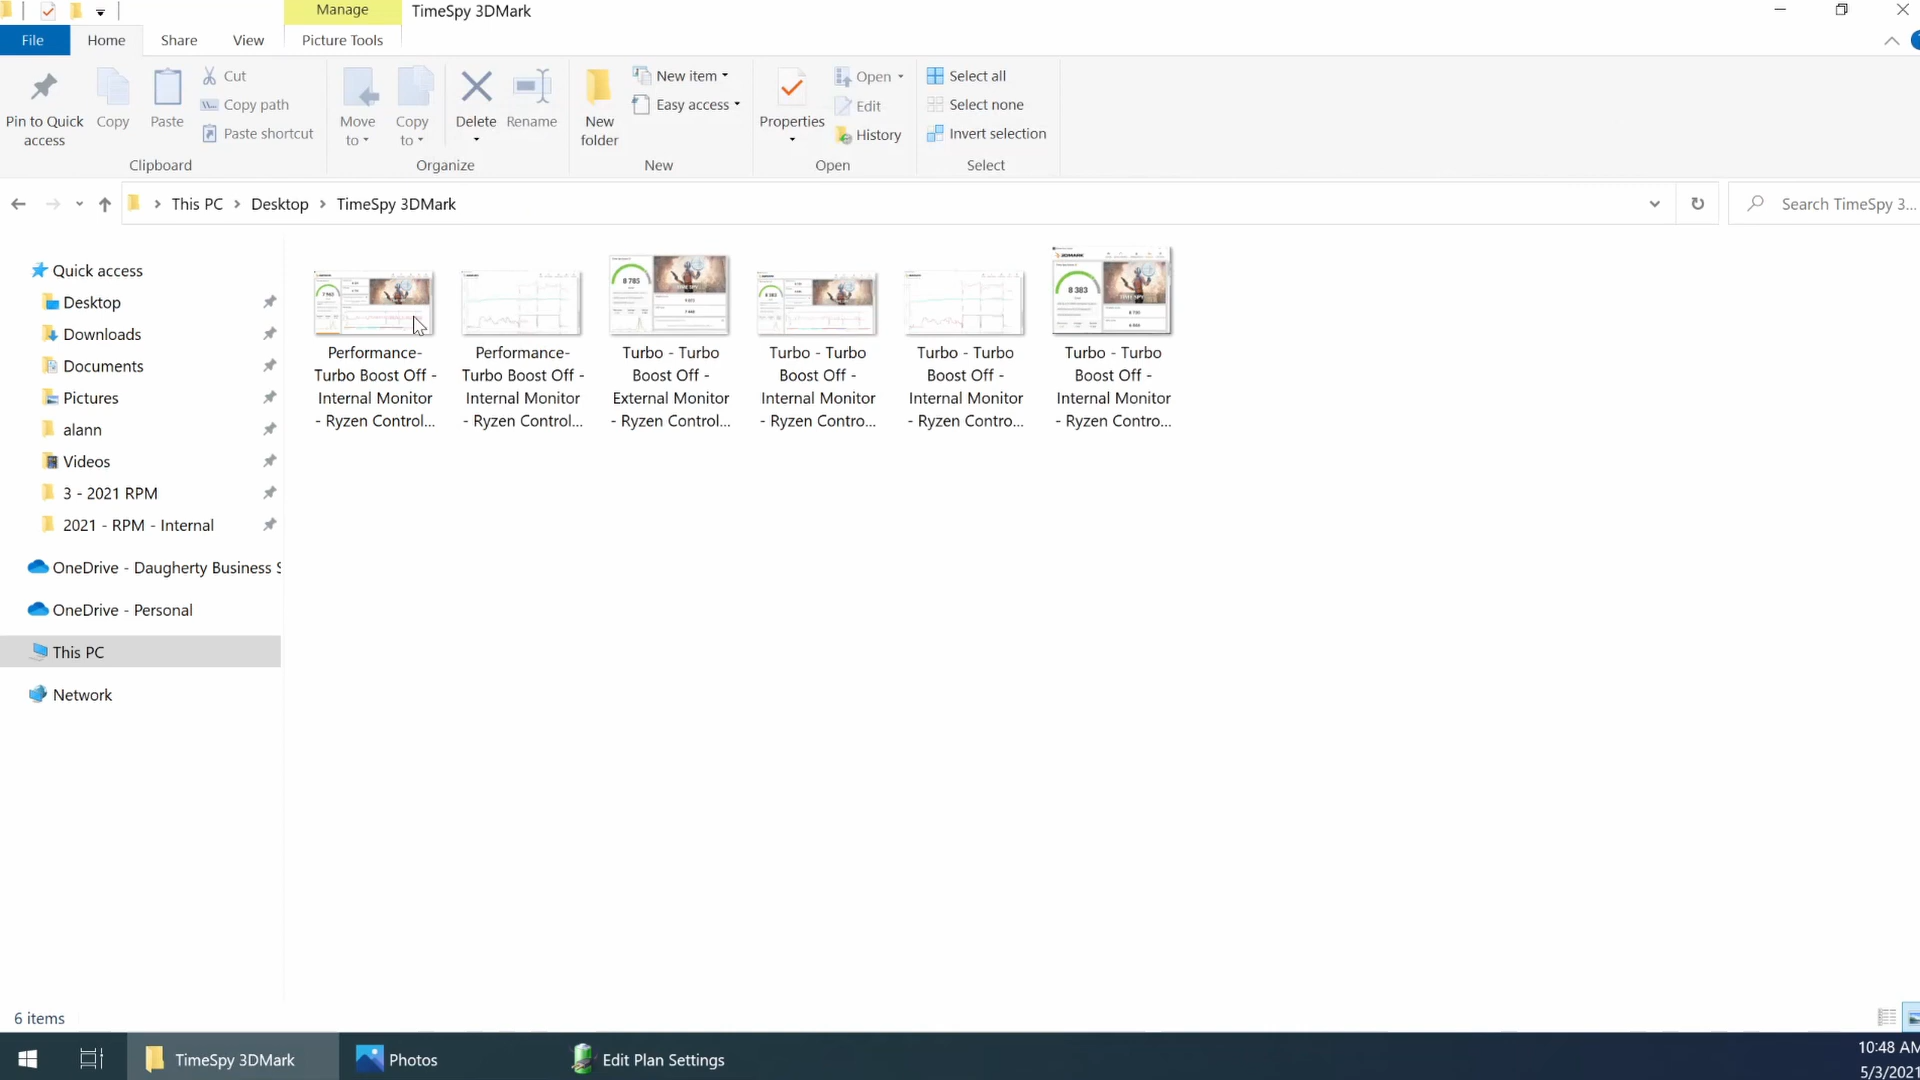 Manage
TimeSpy 3DMark
File
Home
Share
View
Picture Tools
Pin to Quick
access
Copy
Paste
Cut
Copy path
Paste shortcut
Clipboard
Move
to
Copy
to
Delete
Rename
Organize
New
folder
New item
Easy access
New
Properties
Open
Edit
History
Open
Select all
Select none
Invert selection
Select
This PC
Desktop
TimeSpy 3DMark
Search TimeSpy 3...
Quick access
Desktop
Downloads
Documents
Pictures
alann
Videos
3 - 2021 RPM
2021 - RPM - Internal
OneDrive - Daugherty Business S
OneDrive - Personal
This PC
Network
Performance-
Turbo Boost Off -
Internal Monitor
- Ryzen Control...
Performance-
Turbo Boost Off -
Internal Monitor
- Ryzen Control...
8 785
Turbo - Turbo
Boost Off -
External Monitor
- Ryzen Control...
8 383
Turbo - Turbo
Boost Off -
Internal Monitor
- Ryzen Contro...
Turbo - Turbo
Boost Off -
Internal Monitor
- Ryzen Contro...
3DMARK
8 383
Turbo - Turbo
Boost Off -
Internal Monitor
- Ryzen Contro...
6 items
TimeSpy 3DMark
Photos
Edit Plan Settings
10:48 AM
5/3/2021